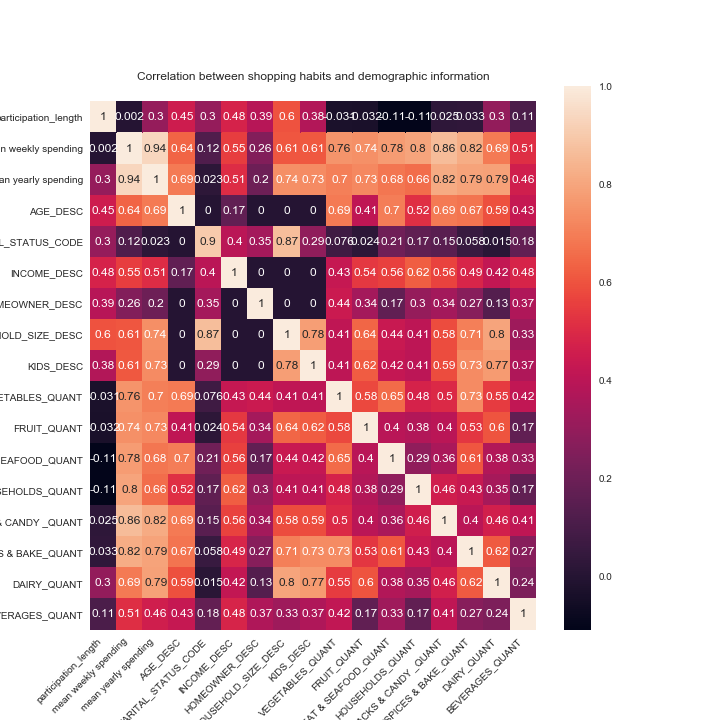 Correlation between shopping habits and demographic information
articipation_length 1 0.002 0.3 0.45 0.3 0.48 0.39 0.6 0.38 -0.031 -0.032 -0.11 -0.11 0.025 0.033 0.3 0.11
n weekly spending 0.002 1 0.94 0.64 0.12 0.55 0.26 0.61 0.61 0.76 0.74 0.78 0.8 0.86 0.82 0.69 0.51
ean yearly spending 0.3 0.94 1 0.69 0.023 0.51 0.2 0.74 0.73 0.7 0.73 0.68 0.66 0.82 0.79 0.79 0.46
AGE_DESC 0.45 0.64 0.69 1 0 0.17 0 0 0 0.69 0.41 0.7 0.52 0.69 0.67 0.59 0.43
L_STATUS_CODE 0.3 0.12 0.023 0 0.9 0.4 0.35 0.87 0.29 0.076 0.024 0.21 0.17 0.15 0.058 0.015 0.18
INCOME_DESC 0.48 0.55 0.51 0.17 0.4 1 0 0 0 0.43 0.54 0.56 0.62 0.56 0.49 0.42 0.48
MEOWNER_DESC 0.39 0.26 0.2 0 0.35 0 1 0 0 0.44 0.34 0.17 0.3 0.34 0.27 0.13 0.37
HOLD_SIZE_DESC 0.6 0.61 0.74 0 0.87 0 0 1 0.78 0.41 0.64 0.44 0.41 0.58 0.71 0.8 0.33
KIDS_DESC 0.38 0.61 0.73 0 0.29 0 0 0.78 1 0.41 0.62 0.42 0.41 0.59 0.73 0.77 0.37
ETABLES_QUANT -0.031 0.76 0.7 0.69 0.076 0.43 0.44 0.41 0.41 1 0.58 0.65 0.48 0.5 0.73 0.55 0.42
FRUIT_QUANT -0.032 0.74 0.73 0.41 0.024 0.54 0.34 0.64 0.62 0.58 1 0.4 0.38 0.4 0.53 0.6 0.17
EAFOOD_QUANT -0.11 0.78 0.68 0.7 0.21 0.56 0.17 0.44 0.42 0.65 0.4 1 0.29 0.36 0.61 0.38 0.33
SEHOLDS_QUANT -0.11 0.8 0.66 0.52 0.17 0.62 0.3 0.41 0.41 0.48 0.38 0.29 1 0.46 0.43 0.35 0.17
& CANDY _QUANT 0.025 0.86 0.82 0.69 0.15 0.56 0.34 0.58 0.59 0.5 0.4 0.36 0.46 1 0.4 0.46 0.41
S & BAKE_QUANT 0.033 0.82 0.79 0.67 0.058 0.49 0.27 0.71 0.73 0.73 0.53 0.61 0.43 0.4 1 0.62 0.27
DAIRY_QUANT 0.3 0.69 0.79 0.59 0.015 0.42 0.13 0.8 0.77 0.55 0.6 0.38 0.35 0.46 0.62 1 0.24
VERAGES_QUANT 0.11 0.51 0.46 0.43 0.18 0.48 0.37 0.33 0.37 0.42 0.17 0.33 0.17 0.41 0.27 0.24 1
participation_length
mean weekly spending
mean yearly spending
AGE_DESC
ARITAL_STATUS_CODE
INCOME_DESC
HOMEOWNER_DESC
OUSEHOLD_SIZE_DESC
KIDS_DESC
VEGETABLES_QUANT
FRUIT_QUANT
AT & SEAFOOD_QUANT
HOUSEHOLDS_QUANT
ACKS & CANDY _QUANT
SPICES & BAKE_QUANT
DAIRY_QUANT
BEVERAGES_QUANT
1.0
0.8
0.6
0.4
0.2
0.0